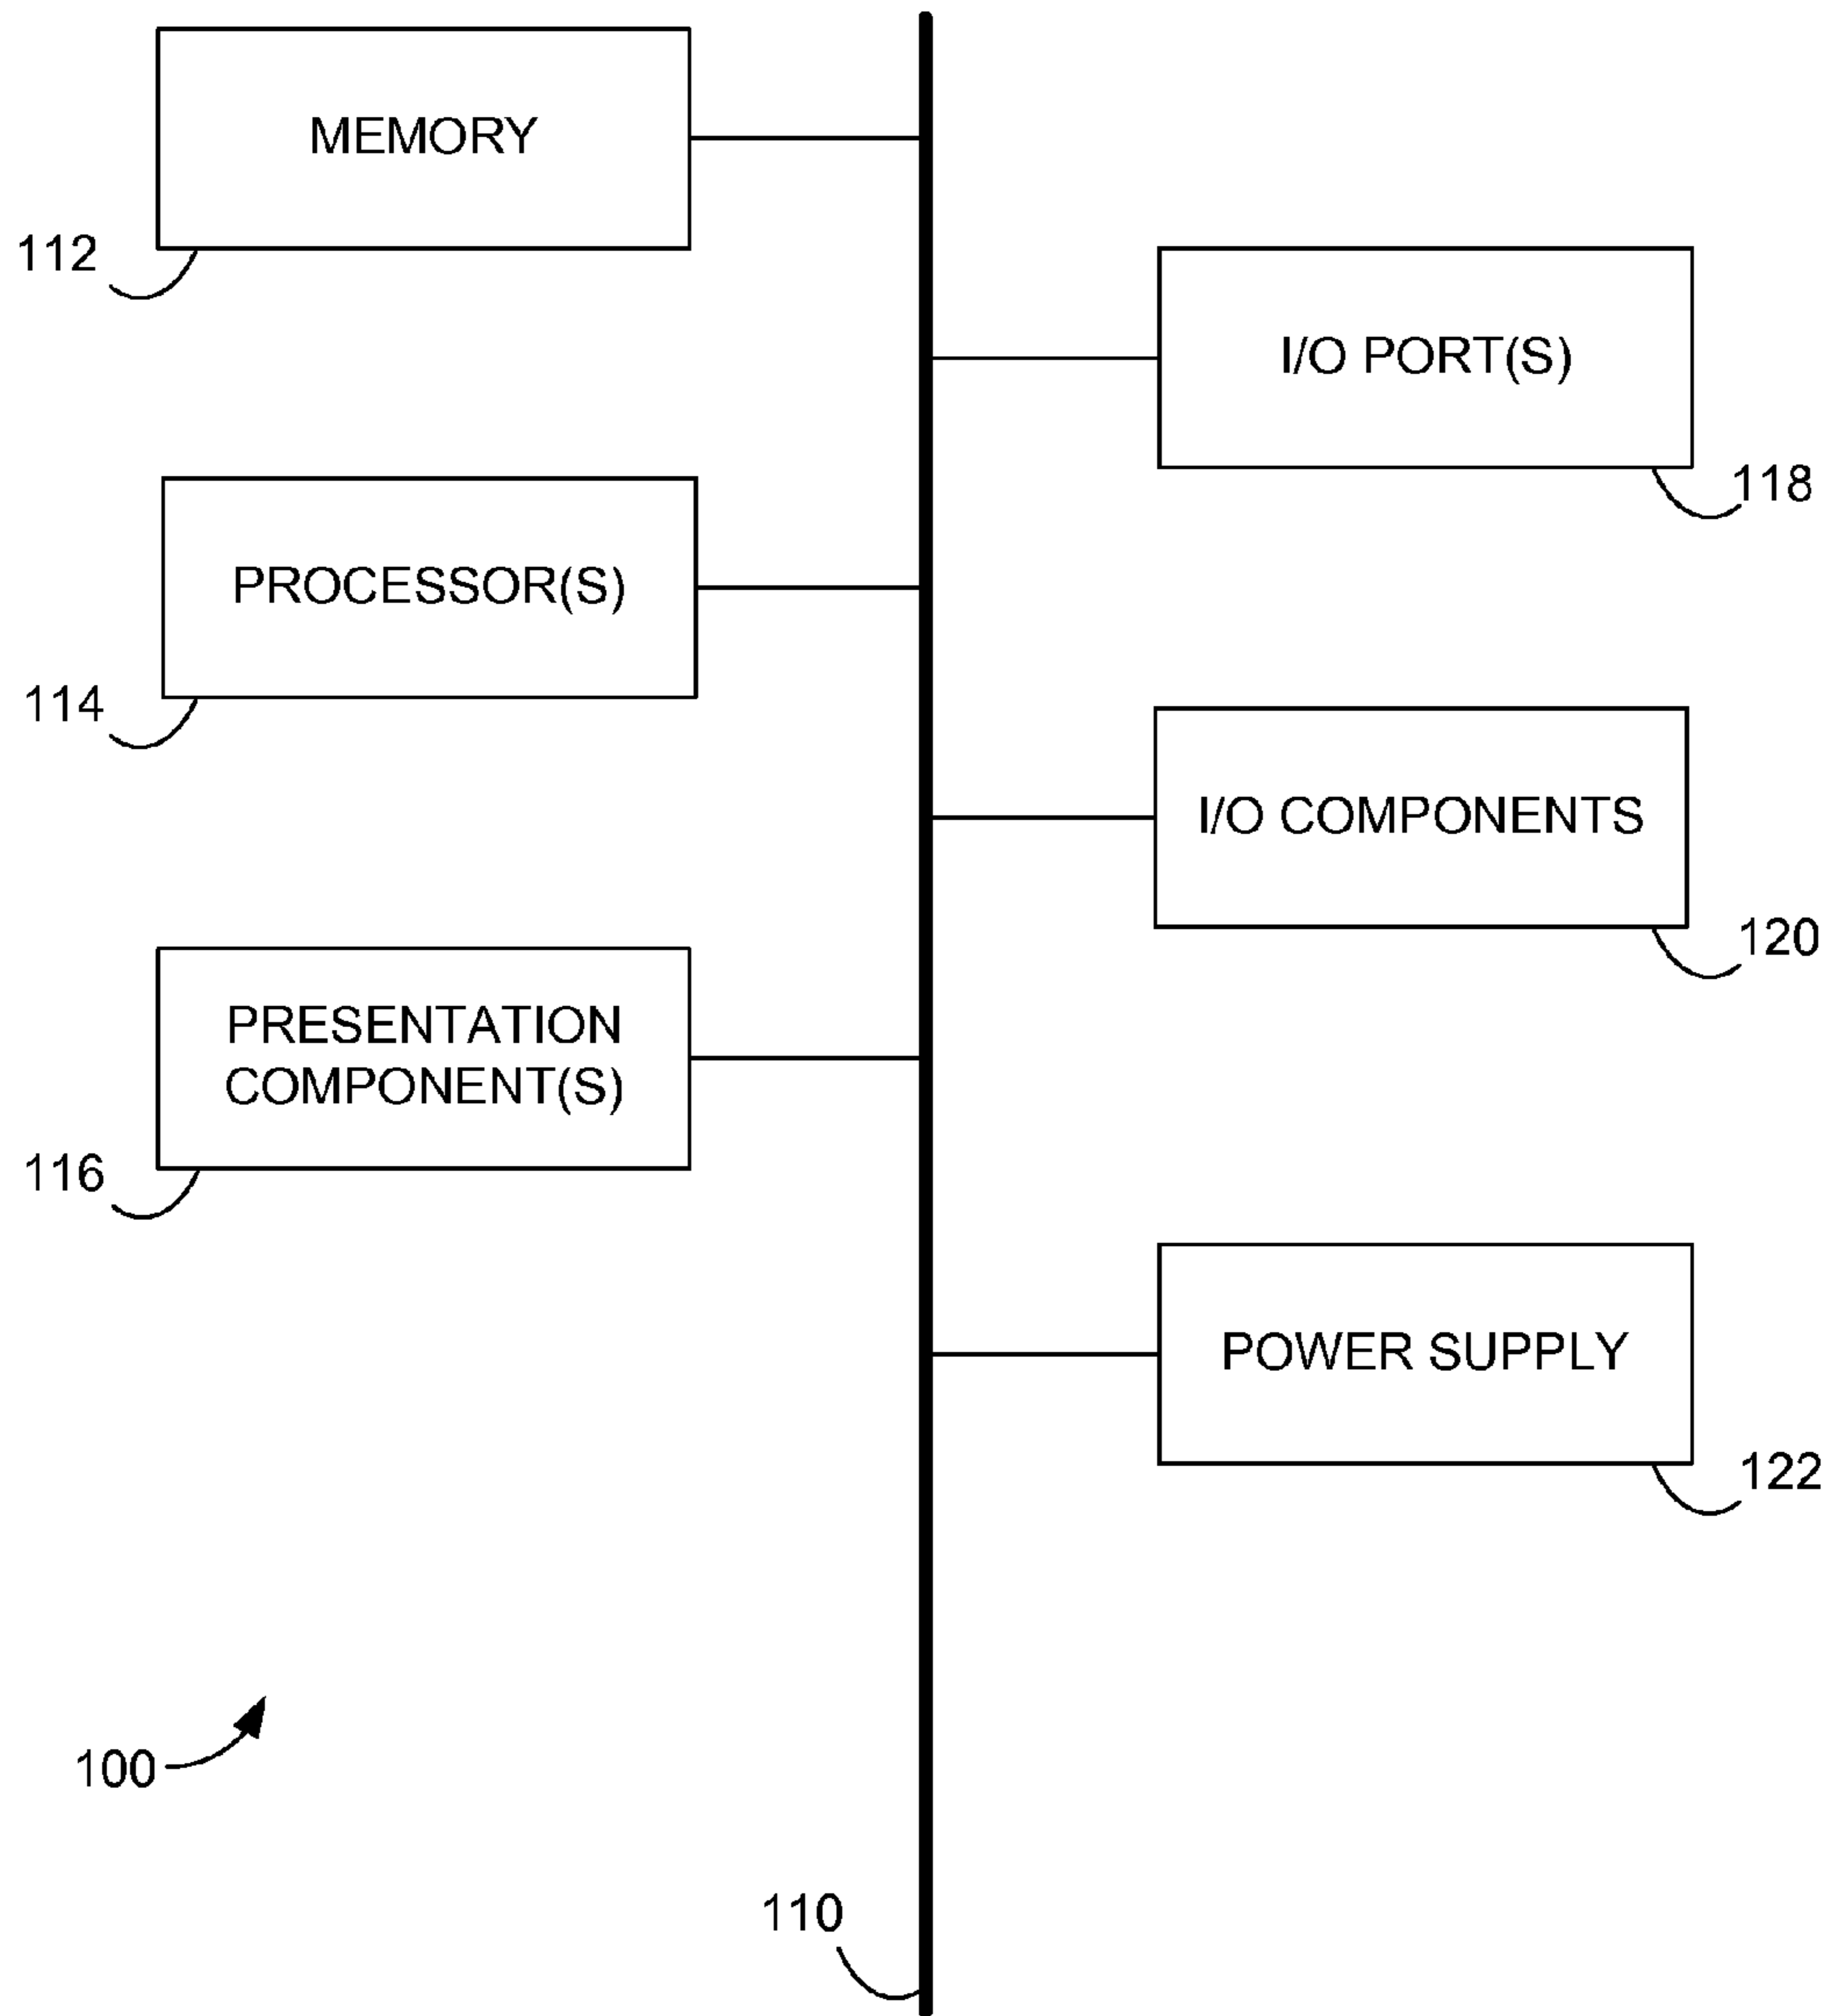 MEMORY
112
I/O PORT(S)
118
PROCESSOR(S)
114
I/O COMPONENTS
120
PRESENTATION
COMPONENT(S)
116
POWER SUPPLY
122
100
110